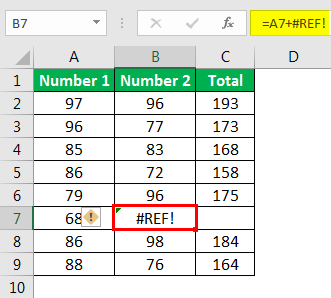 B7 fx =A7+#REF!
A B C D
1 Number 1 Number 2 Total
2 97 96 193
3 96 77 173
4 85 83 168
5 86 72 158
6 79 96 175
7 68 ! #REF!
8 86 98 184
9 88 76 164
10